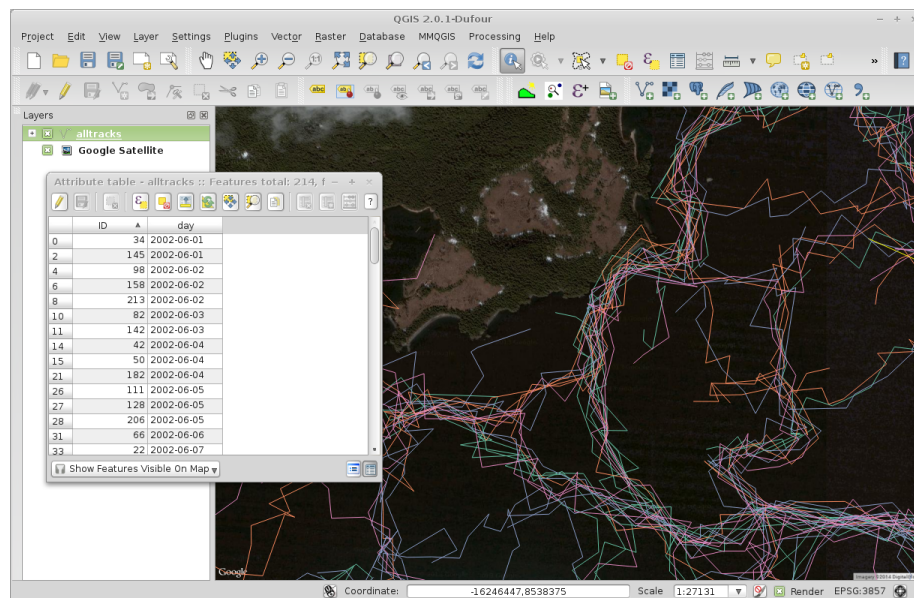 QGIS 2.0.1-Dufour
Project Edit View Layer Settings Plugins Vector Raster Database MMQGIS Processing Help
Layers
alltracks
Google Satellite
Attribute table - alltracks :: Features total: 214, f
ID day
0 34 2002-06-01
2 145 2002-06-01
4 98 2002-06-02
6 158 2002-06-02
8 213 2002-06-02
10 82 2002-06-03
11 142 2002-06-03
14 42 2002-06-04
15 50 2002-06-04
21 182 2002-06-04
26 111 2002-06-05
27 128 2002-06-05
28 206 2002-06-05
31 66 2002-06-06
33 22 2002-06-07
Show Features Visible On Map
Google
Coordinate: -16246447,8538375 Scale 1:27131 Render EPSG:3857